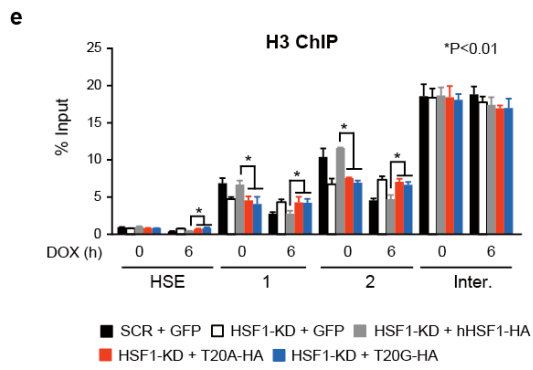 e
H3 ChIP
*P<0.01
% Input
25
20
15
10
5
0
* * * * *
DOX (h) 0 6 0 6 0 6 0 6
HSE 1 2 Inter.
SCR + GFP HSF1-KD + GFP HSF1-KD + hHSF1-HA
HSF1-KD + T20A-HA HSF1-KD + T20G-HA